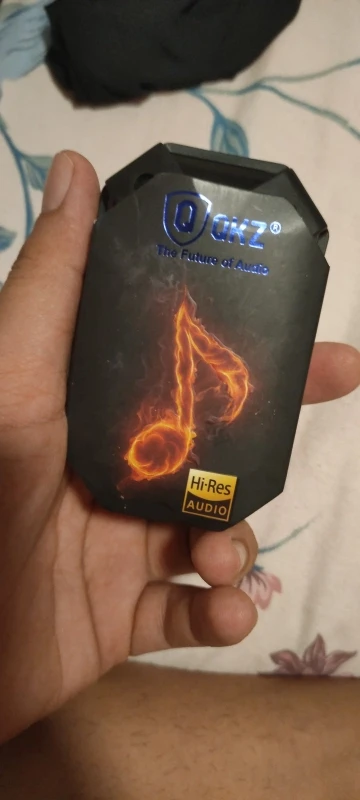 Q QKZ®
The Future of Audio
Hi-Res
AUDIO